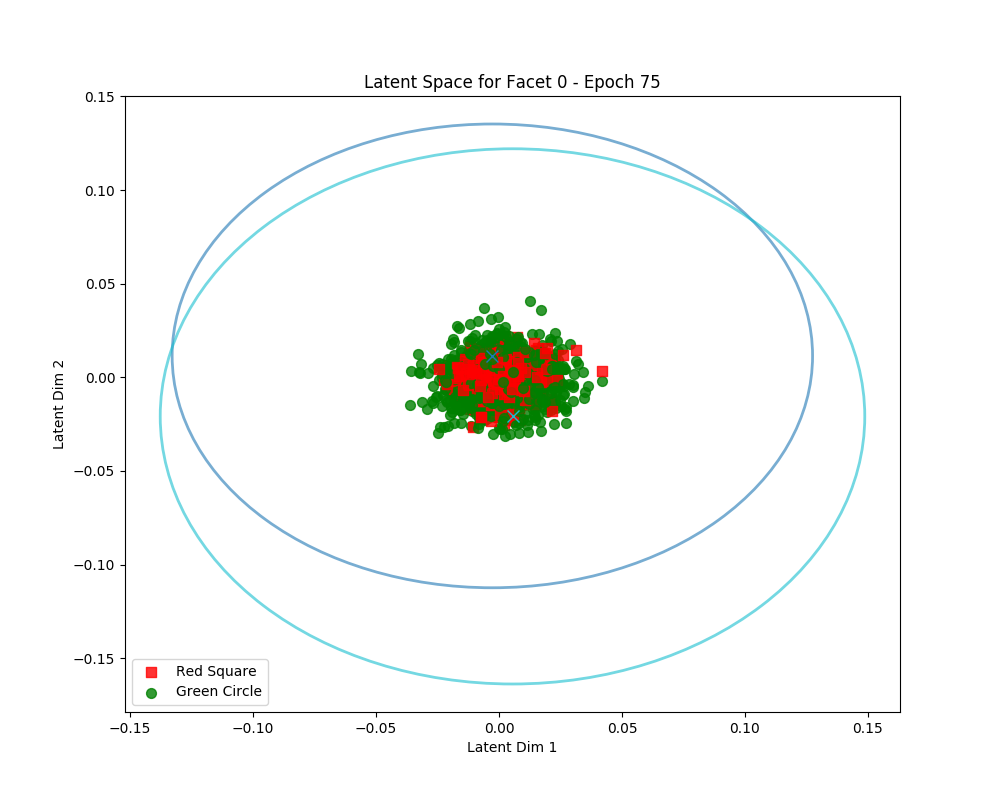 Latent Space for Facet 0 - Epoch 75
0.15
0.10
0.05
0.00
−0.05
−0.10
−0.15
Latent Dim 2
Red Square
Green Circle
−0.15 −0.10 −0.05 0.00 0.05 0.10 0.15
Latent Dim 1